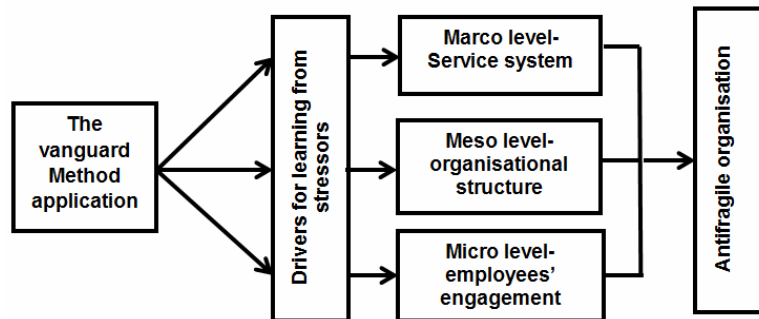 The
vanguard
Method
application
Drivers for learning from
stressors
Marco level-
Service system
Meso level-
organisational
structure
Micro level-
employees’
engagement
Antifragile organisation